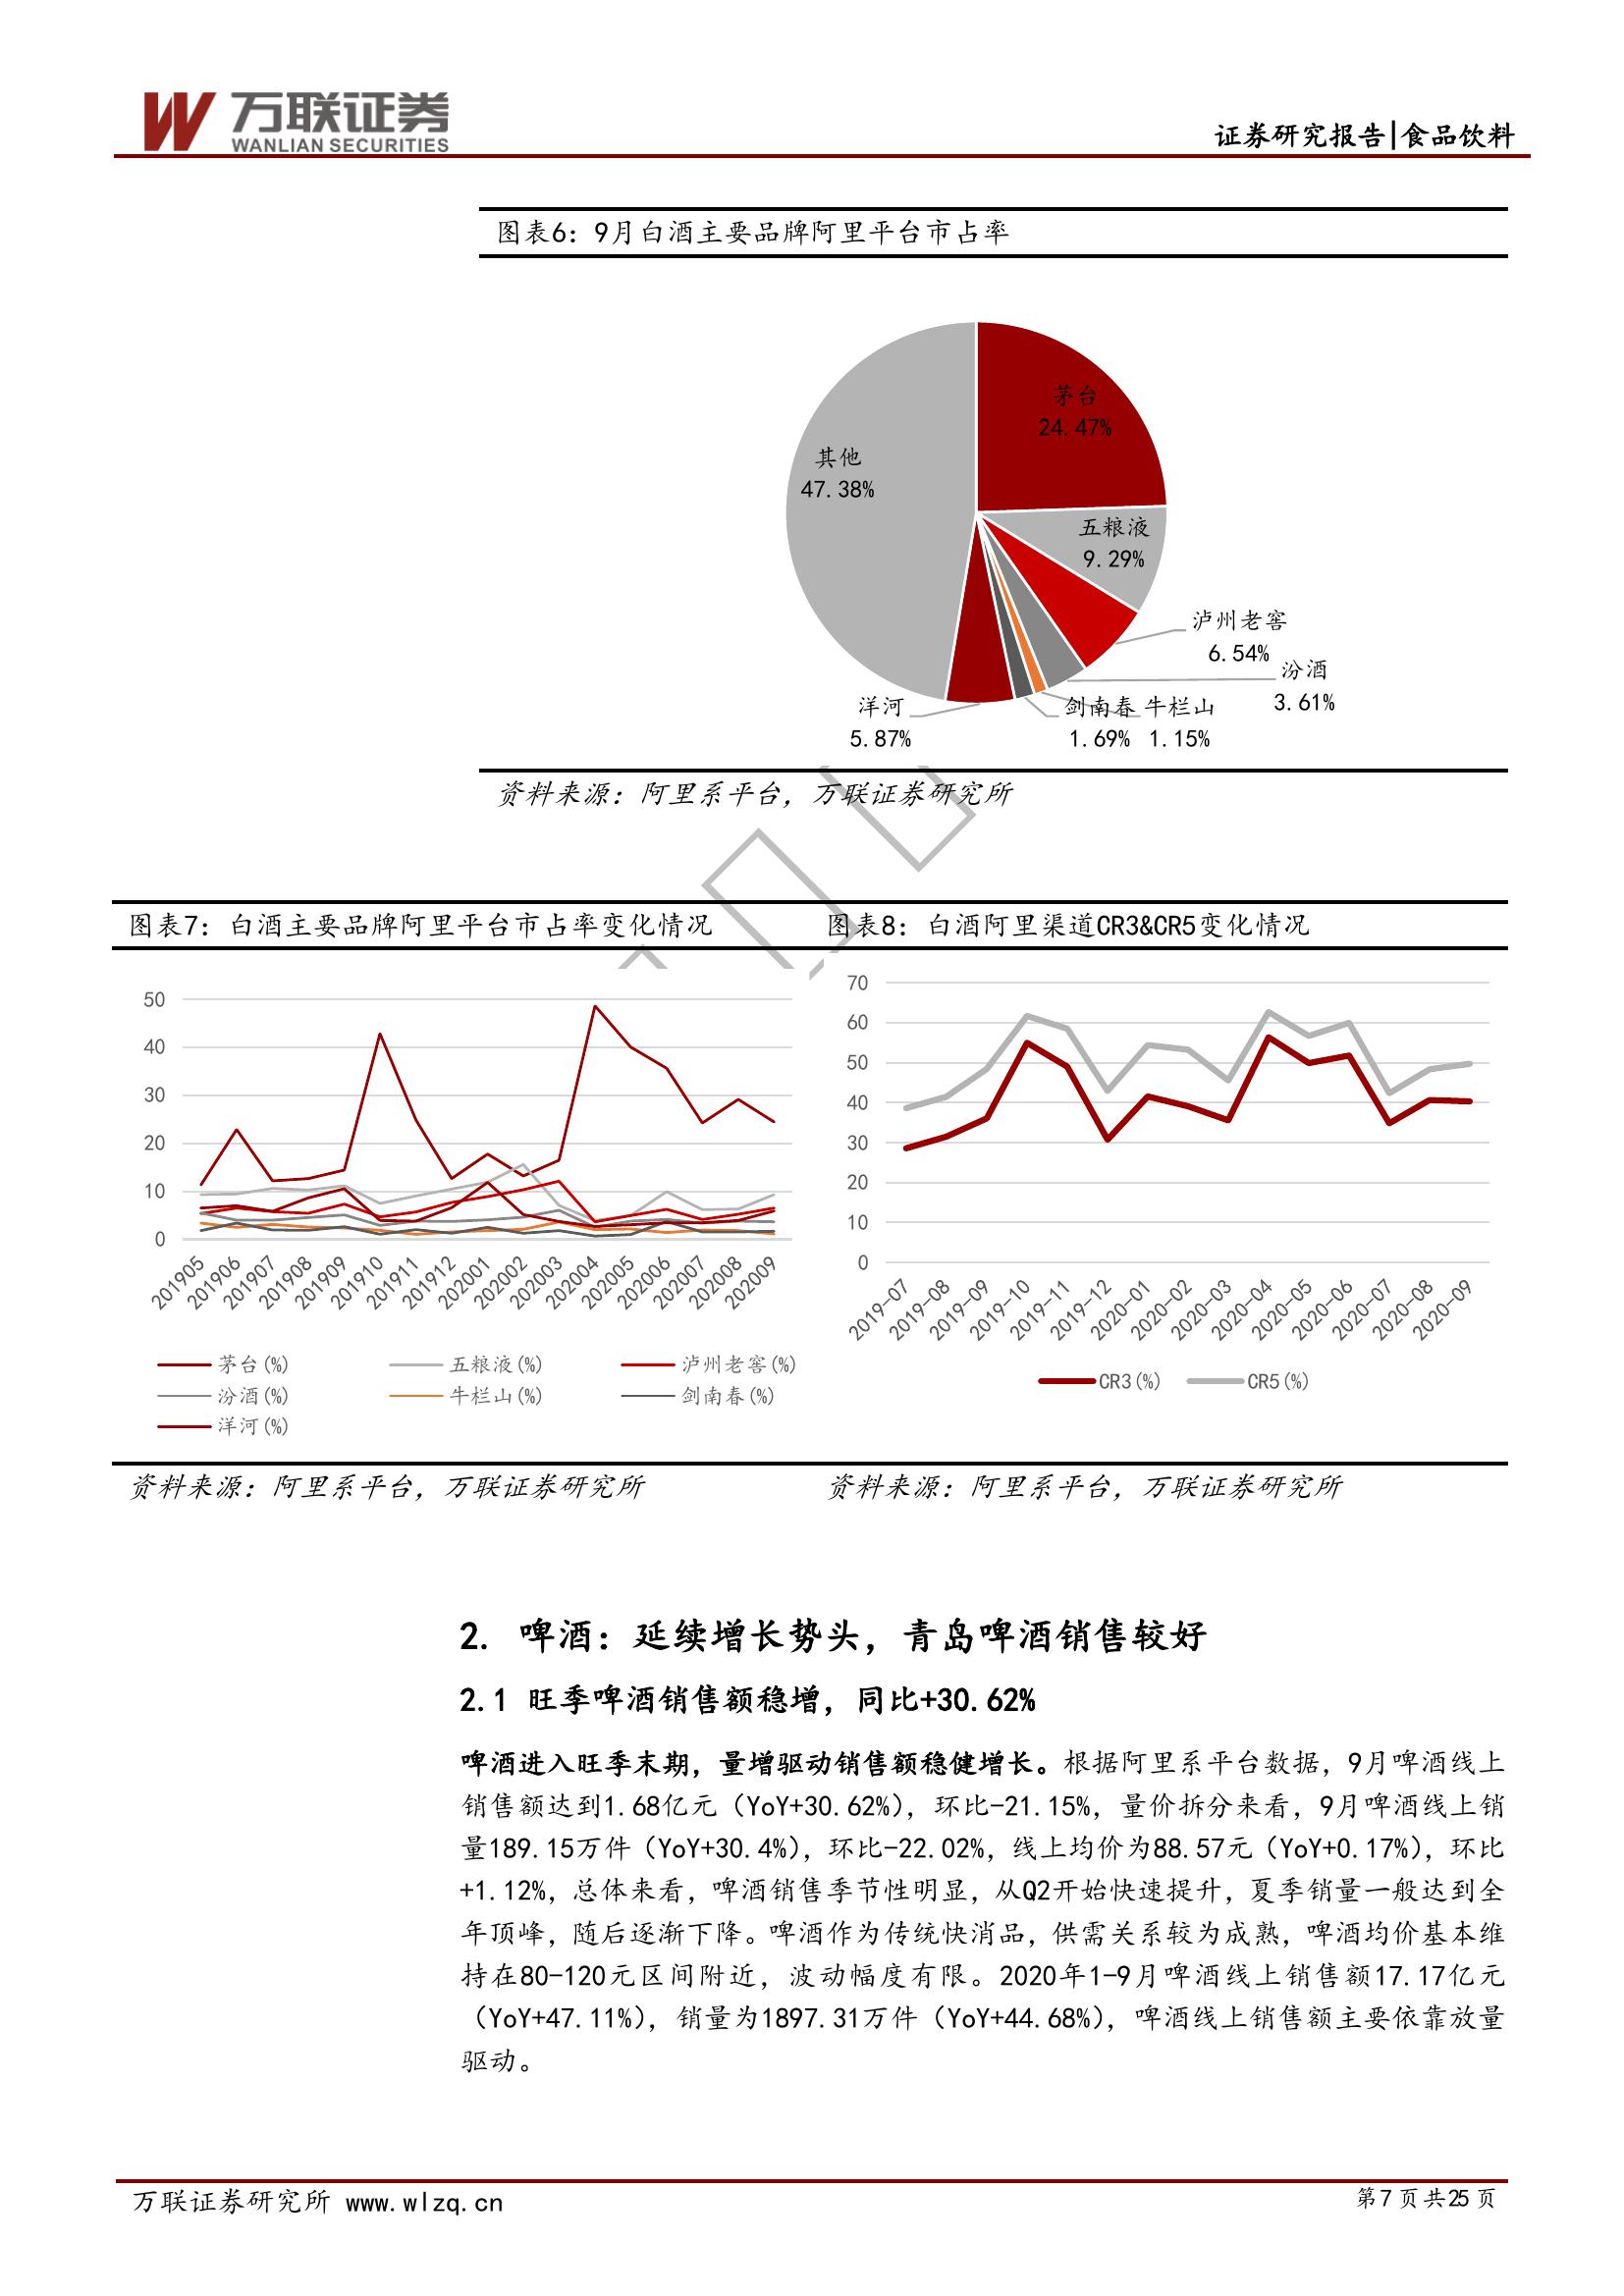 万联证券
WANLIAN SECURITIES
证券研究报告|食品饮料
图表6：9月白酒主要品牌阿里平台市占率
茅台
24.47%
其他
47.38%
五粮液
9.29%
泸州老窖
6.54%
汾酒
3.61%
洋河
5.87%
剑南春
1.69%
牛栏山
1.15%
资料来源：阿里系平台，万联证券研究所
图表7：白酒主要品牌阿里平台市占率变化情况
50
40
30
20
10
0
201905 201906 201907 201908 201909 201910 201911 201912 202001 202002 202003 202004 202005 202006 202007 202008 202009
茅台(%) 五粮液(%) 泸州老窖(%)
汾酒(%) 牛栏山(%) 剑南春(%)
洋河(%)
资料来源：阿里系平台，万联证券研究所
图表8：白酒阿里渠道CR3&CR5变化情况
70
60
50
40
30
20
10
0
2019-07 2019-08 2019-09 2019-10 2019-11 2019-12 2020-01 2020-02 2020-03 2020-04 2020-05 2020-06 2020-07 2020-08 2020-09
CR3(%) CR5(%)
资料来源：阿里系平台，万联证券研究所
2. 啤酒：延续增长势头，青岛啤酒销售较好
2.1 旺季啤酒销售额稳增，同比+30.62%
啤酒进入旺季末期，量增驱动销售额稳健增长。根据阿里系平台数据，9月啤酒线上
销售额达到1.68亿元（YoY+30.62%），环比-21.15%，量价拆分来看，9月啤酒线上销
量189.15万件（YoY+30.4%），环比-22.02%，线上均价为88.57元（YoY+0.17%），环比
+1.12%，总体来看，啤酒销售季节性明显，从Q2开始快速提升，夏季销量一般达到全
年顶峰，随后逐渐下降。啤酒作为传统快消品，供需关系较为成熟，啤酒均价基本维
持在80-120元区间附近，波动幅度有限。2020年1-9月啤酒线上销售额17.17亿元
（YoY+47.11%），销量为1897.31万件（YoY+44.68%），啤酒线上销售额主要依靠放量
驱动。
万联证券研究所 www.wlzq.cn
第 7 页 共 25 页